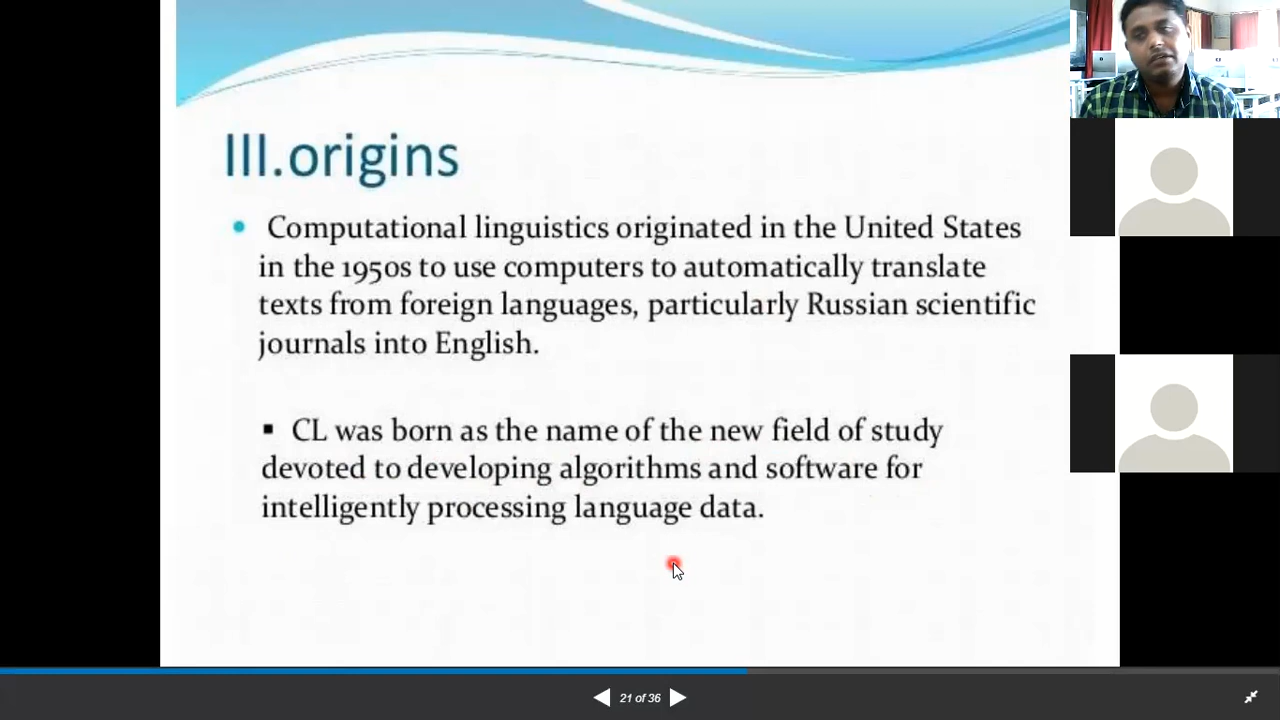 III.origins
Computational linguistics originated in the United States
in the 1950s to use computers to automatically translate
texts from foreign languages, particularly Russian scientific
journals into English.
CL was born as the name of the new field of study
devoted to developing algorithms and software for
intelligently processing language data.
21 of 36